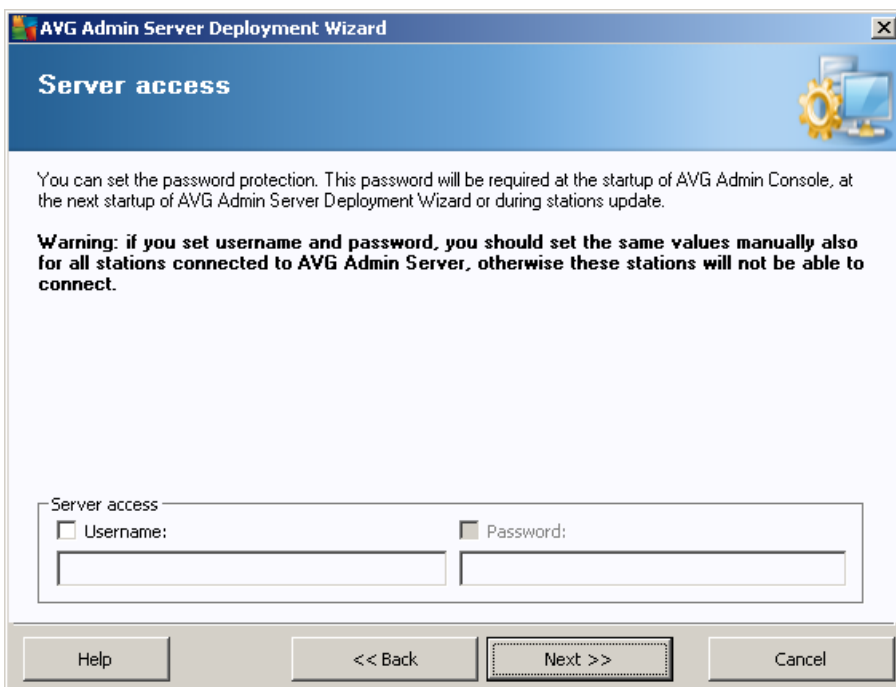 AVG Admin Server Deployment Wizard
Server access
You can set the password protection. This password will be required at the startup of AVG Admin Console, at
the next startup of AVG Admin Server Deployment Wizard or during stations update.
Warning: if you set username and password, you should set the same values manually also
for all stations connected to AVG Admin Server, otherwise these stations will not be able to
connect.
Server access
Username:
Password:
Help
<< Back
Next >>
Cancel